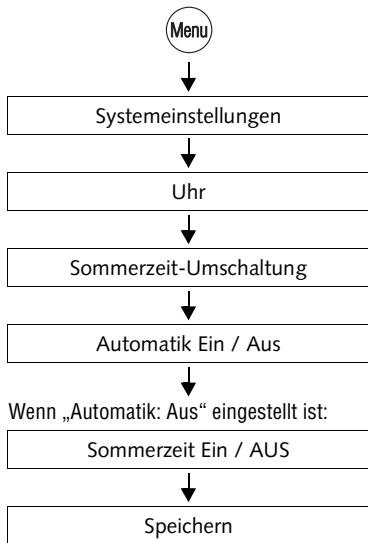 Menu
Systemeinstellungen
Uhr
Sommerzeit-Umschaltung
Automatik Ein / Aus
Wenn „Automatik: Aus“ eingestellt ist:
Sommerzeit Ein / AUS
Speichern